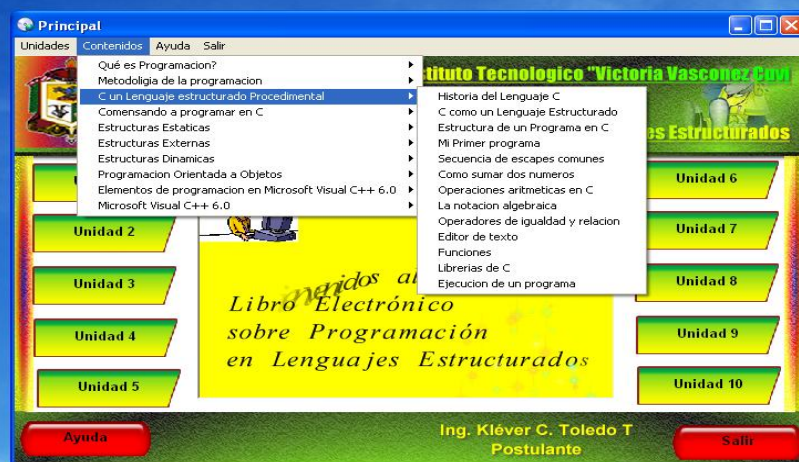 Principal
Unidades Contenidos Ayuda Salir
Qué es Programacion?
Metodoligia de la programacion
C un Lenguaje estructurado Procedimental
Comensando a programar en C
Estructuras Estaticas
Estructuras Externas
Estructuras Dinamicas
Programacion Orientada a Objetos
Elementos de programacion en Microsoft Visual C++ 6.0
Microsoft Visual C++ 6.0
Historia del Lenguaje C
C como un Lenguaje Estructurado
Estructura de un Programa en C
Mi Primer programa
Secuencia de escapes comunes
Como sumar dos numeros
Operaciones aritmeticas en C
La notacion algebraica
Operadores de igualdad y relacion
Editor de texto
Funciones
Librerias de C
Ejecucion de un programa
Tecnologico "Victoria Vasconez Cuvi
Estructurados
Unidad 2
Unidad 3
Unidad 4
Unidad 5
Libro Electrónico
sobre Programación
en Lenguajes Estructurados
Unidad 6
Unidad 7
Unidad 8
Unidad 9
Unidad 10
Ayuda
Ing. Kléver C. Toledo T
Postulante
Salir